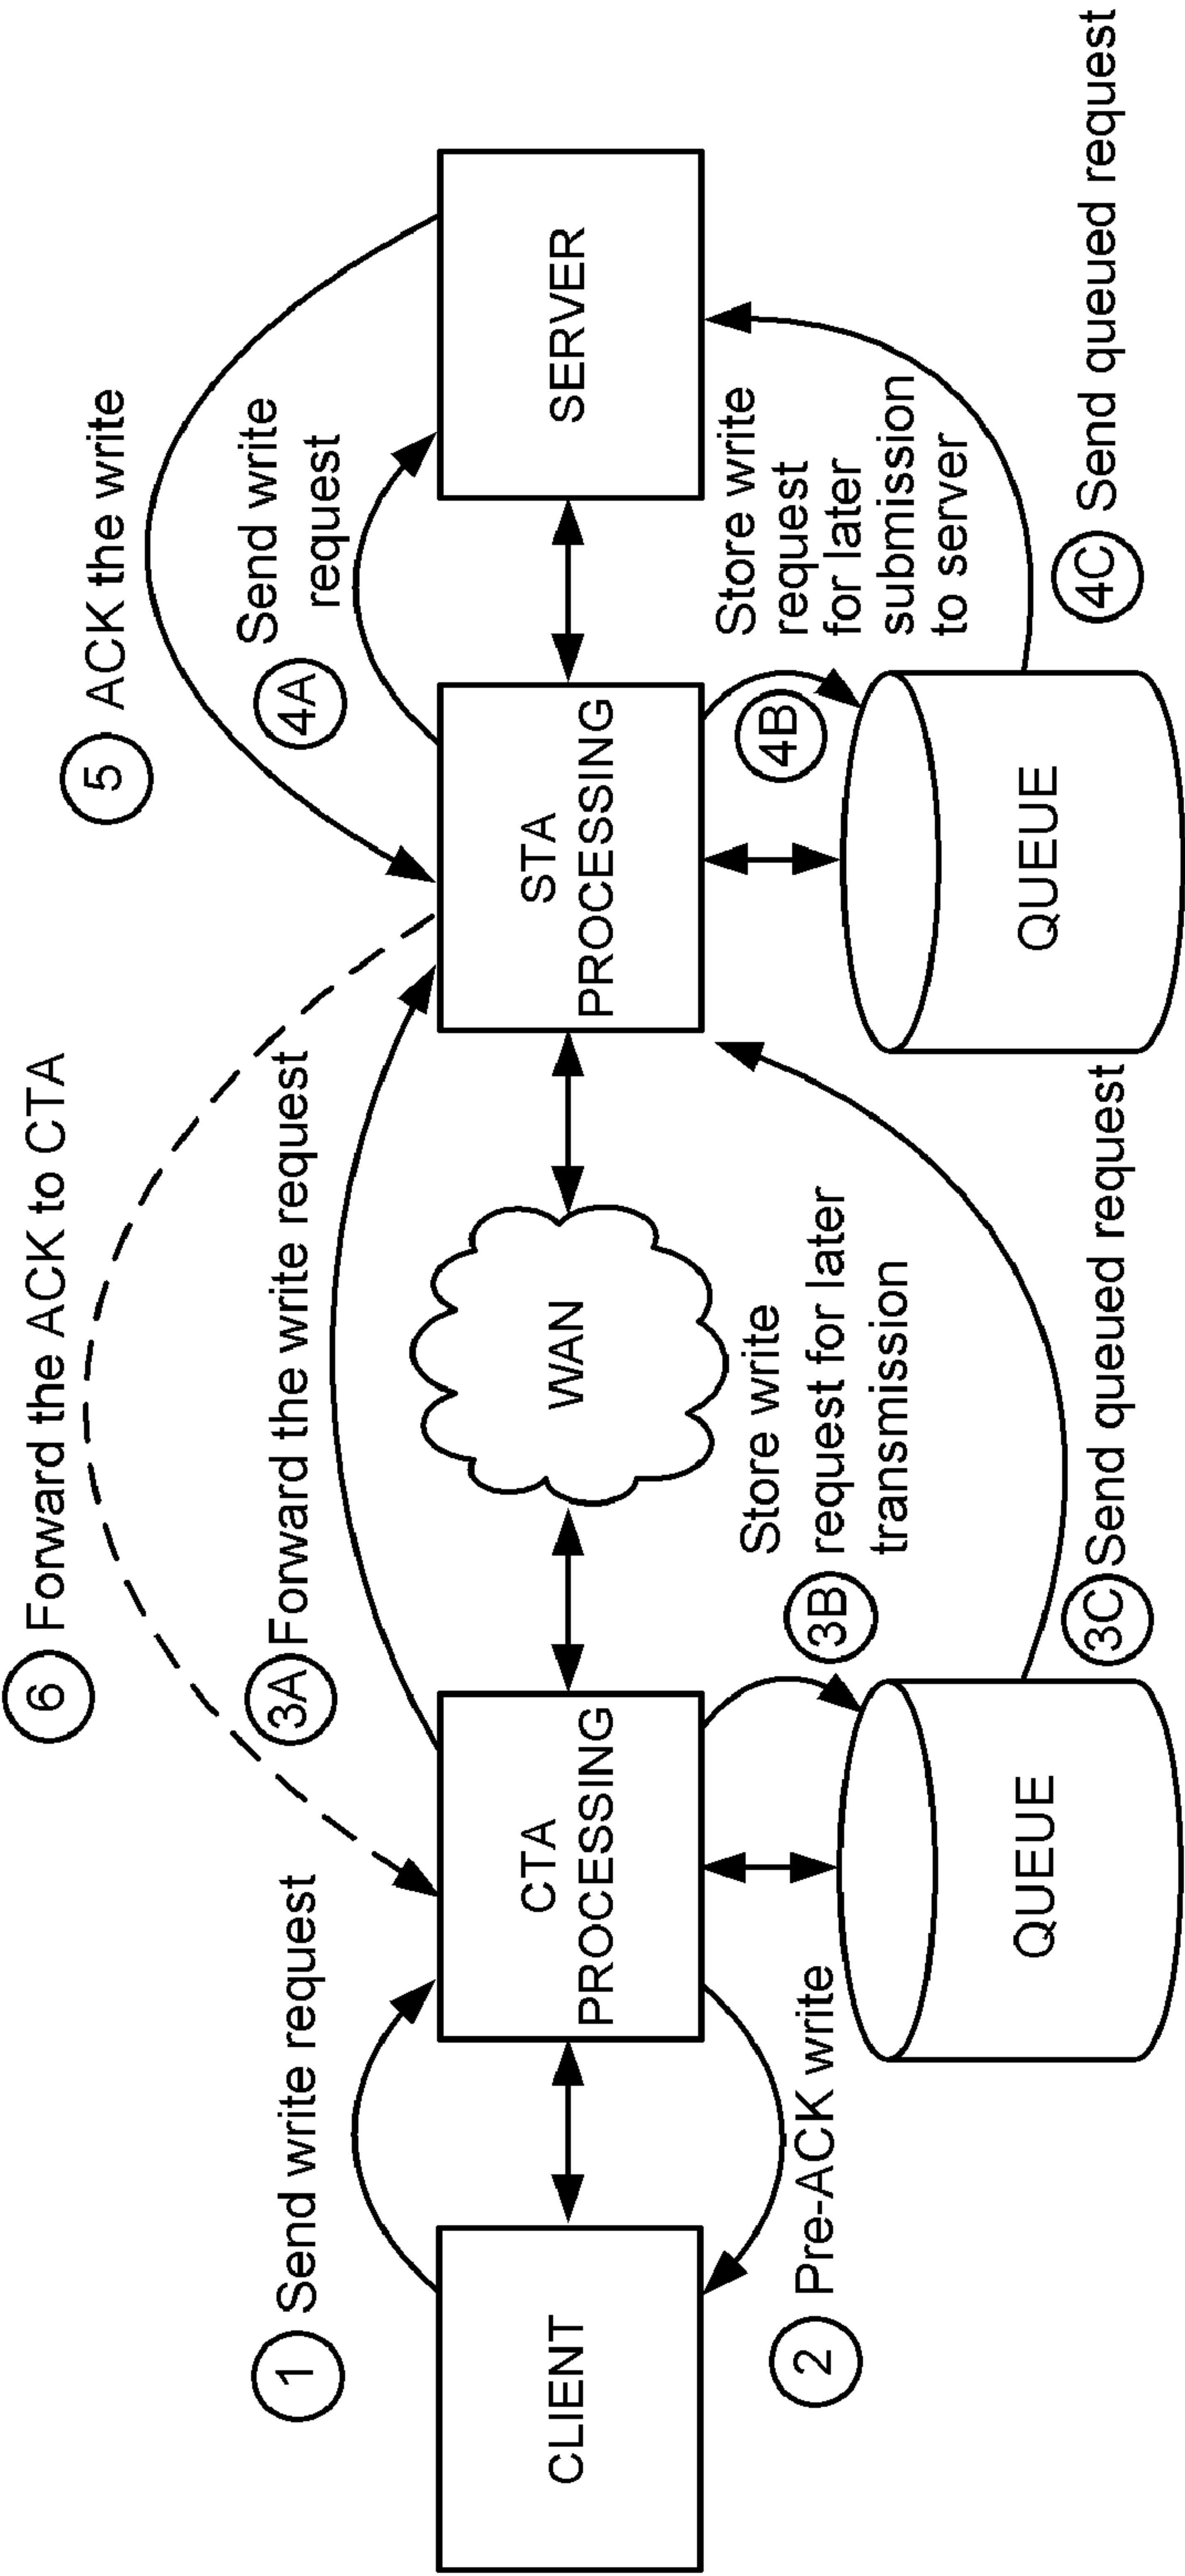 6 Forward the ACK to CTA
5 ACK the write
1 Send write request
3A Forward the write request
4A Send write
request
CLIENT
CTA
PROCESSING
WAN
STA
PROCESSING
SERVER
2 Pre-ACK write
3B Store write
request for later
transmission
4B Store write
request
for later
submission
to server
QUEUE
QUEUE
3C Send queued request
4C Send queued request